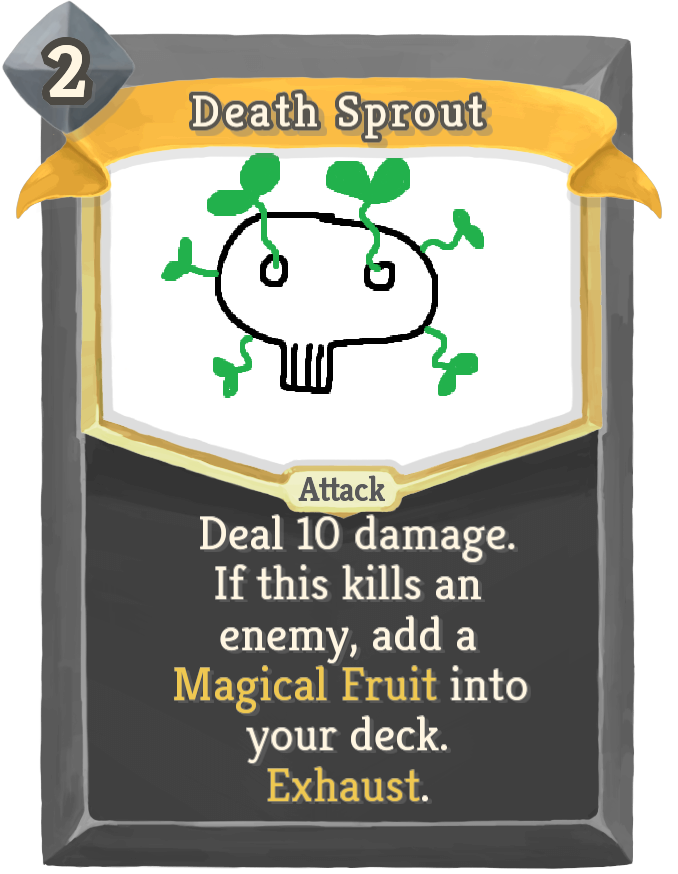 2
Death Sprout
Attack
Deal 10 damage.
If this kills an
enemy, add a
Magical Fruit into
your deck.
Exhaust.